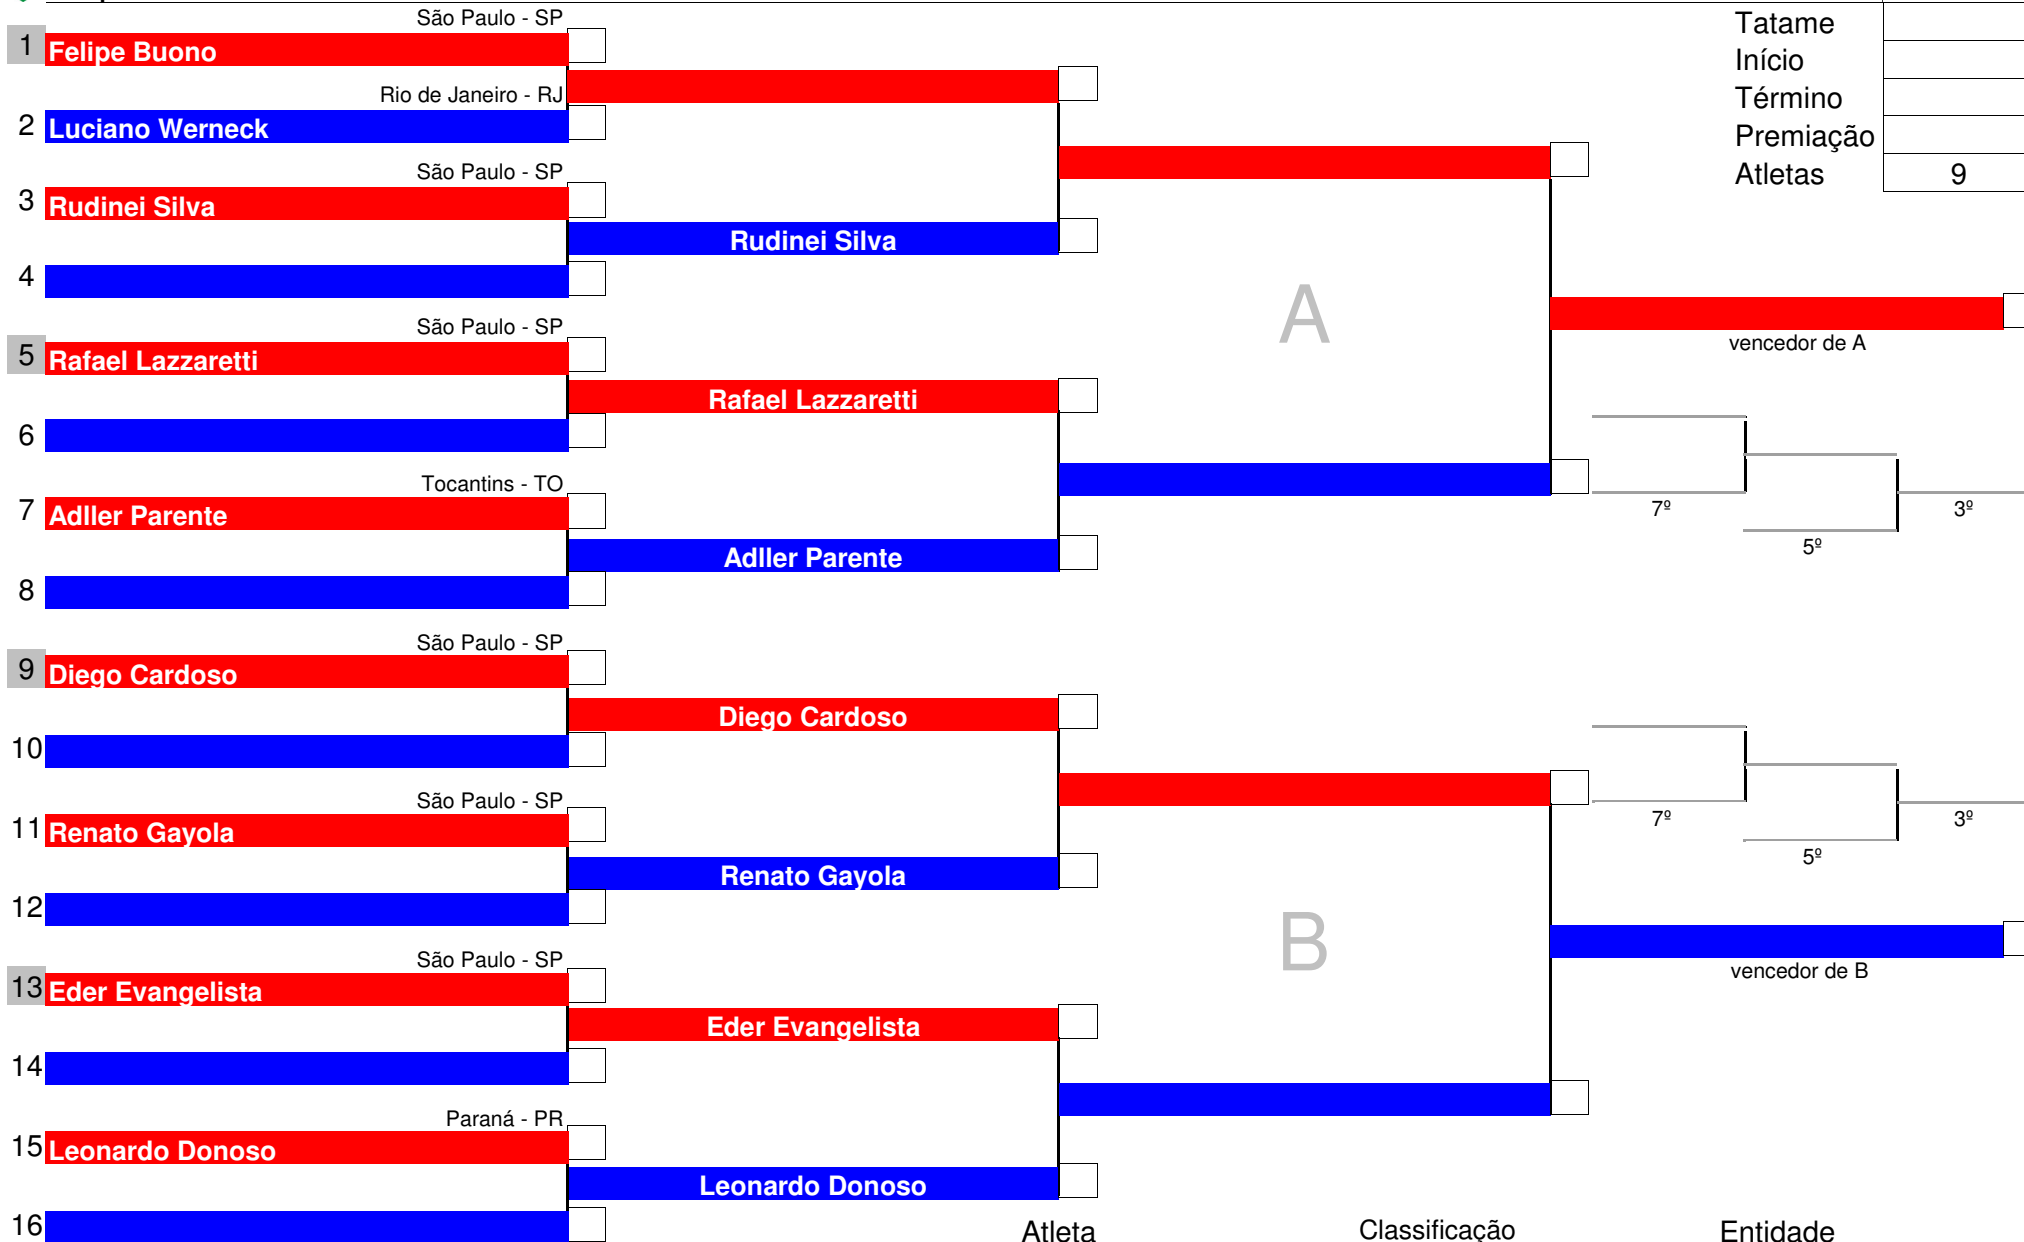 São Paulo - SP
1 Felipe Buono
Rio de Janeiro - RJ
2 Luciano Werneck
São Paulo - SP
3 Rudinei Silva
4
São Paulo - SP
5 Rafael Lazzaretti
6
Tocantins - TO
7 Adller Parente
8
São Paulo - SP
9 Diego Cardoso
10
São Paulo - SP
11 Renato Gayola
12
São Paulo - SP
13 Eder Evangelista
14
Paraná - PR
15 Leonardo Donoso
16
Rudinei Silva
Rafael Lazzaretti
Adller Parente
Diego Cardoso
Renato Gayola
Eder Evangelista
Leonardo Donoso
A
B
Tatame
Início
Término
Premiação
Atletas 9
vencedor de A
7º
5º
3º
7º
5º
3º
vencedor de B
Atleta Classificação Entidade